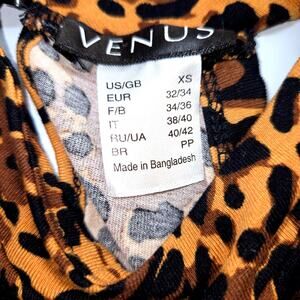 VENUS
US/GB XS
EUR 32/34
F/B 34/36
IT 38/40
RU/UA 40/42
BR PP
Made in Bangladesh